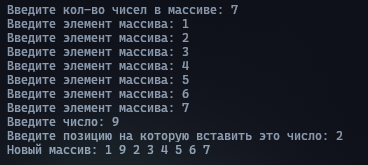 Введите кол-во чисел в массиве: 7
Введите элемент массива: 1
Введите элемент массива: 2
Введите элемент массива: 3
Введите элемент массива: 4
Введите элемент массива: 5
Введите элемент массива: 6
Введите элемент массива: 7
Введите число: 9
Введите позицию на которую вставить это число: 2
Новый массив: 1 9 2 3 4 5 6 7